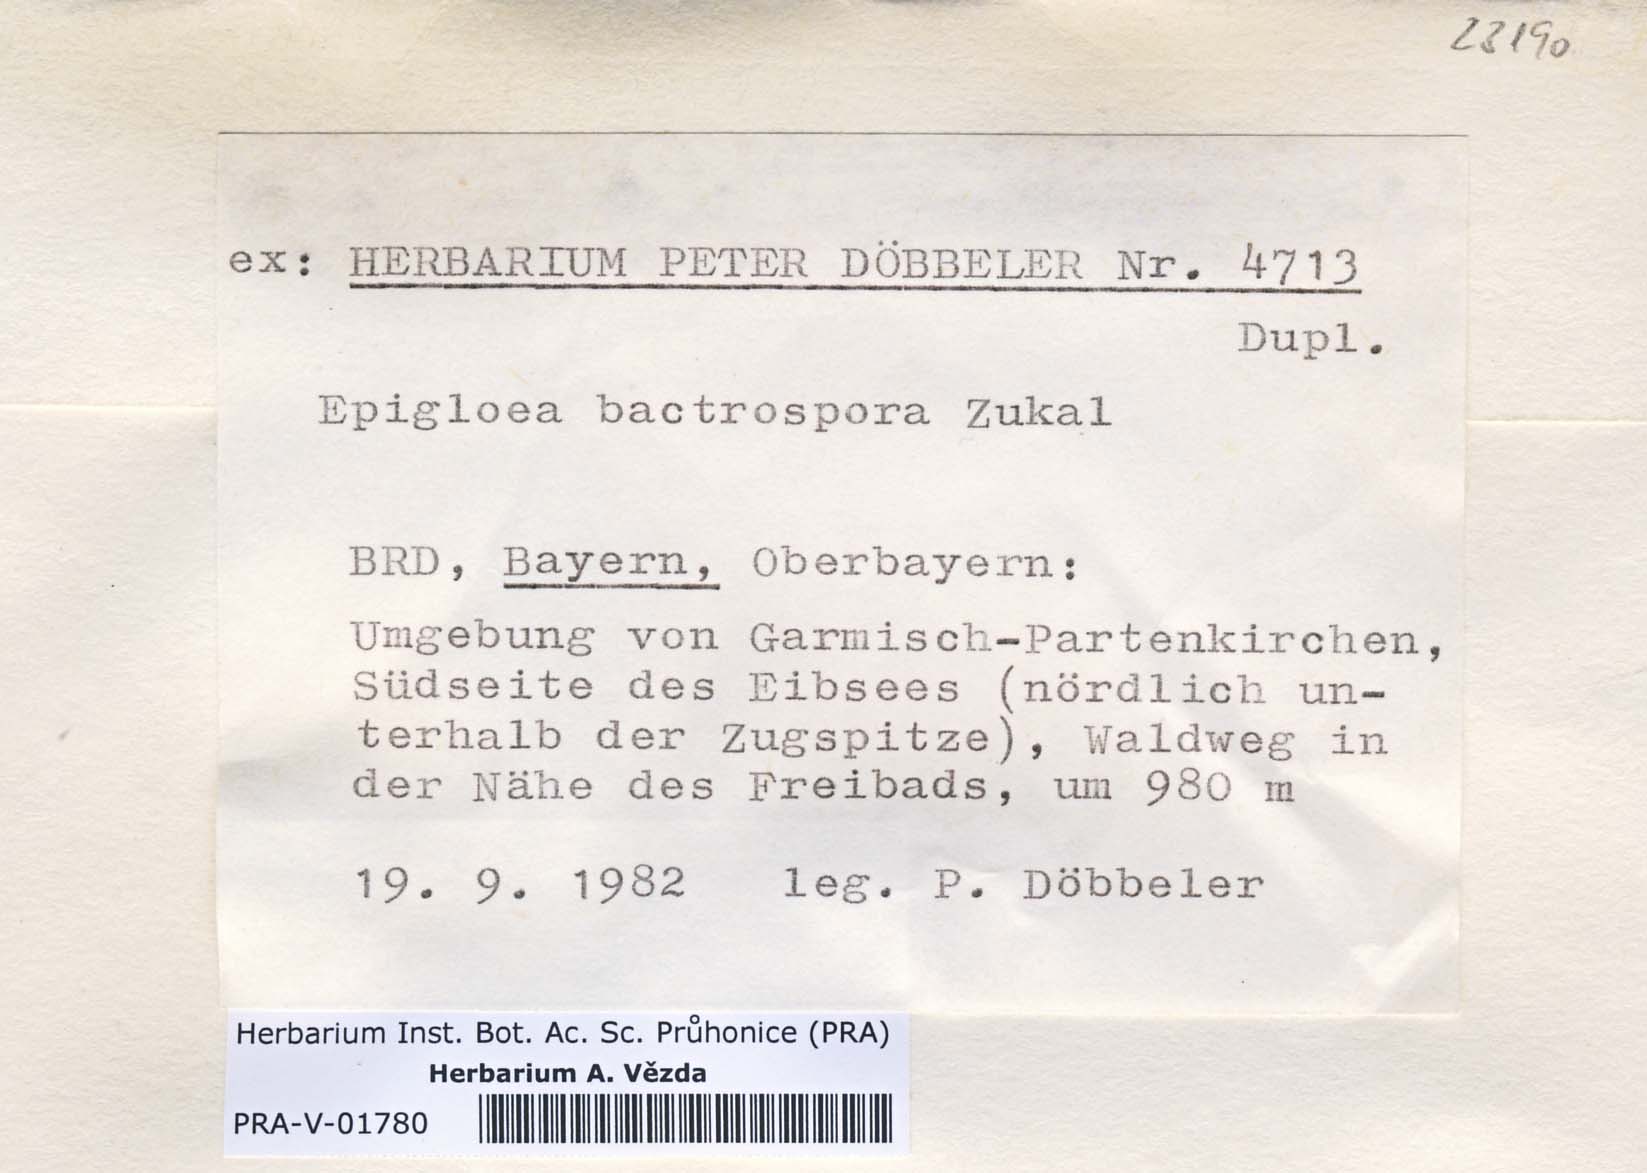 23190
ex: HERBARIUM PETER DÖBBELER Nr. 4713
Dupl.
Epigloea bactrospora Zukal
BRD, Bayern, Oberbayern:
Umgebung von Garmisch-Partenkirchen,
Südseite des Eibsees (nördlich un-
terhalb der Zugspitze), Waldweg in
der Nähe des Freibads, um 980 m
19. 9. 1982 leg. P. Döbbeler
Herbarium Inst. Bot. Ac. Sc. Průhonice (PRA)
Herbarium A. Vězda
PRA-V-01780